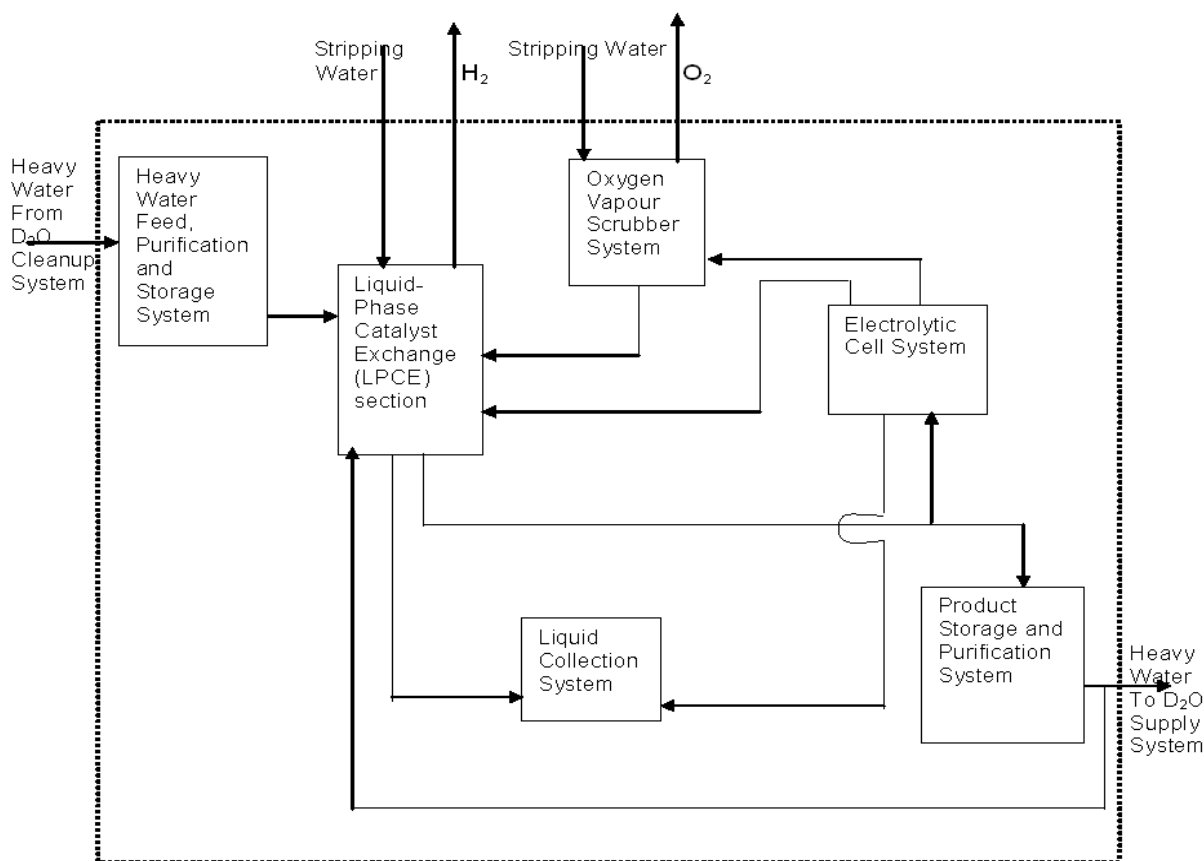 Stripping
Water
H₂
Stripping Water
O₂
Heavy
Water
From
D₂O
Cleanup
System
Heavy
Water
Feed,
Purification
and
Storage
System
Oxygen
Vapour
Scrubber
System
Liquid-
Phase
Catalyst
Exchange
(LPCE)
section
Electrolytic
Cell System
Liquid
Collection
System
Product
Storage and
Purification
System
Heavy
Water
To D₂O
Supply
System